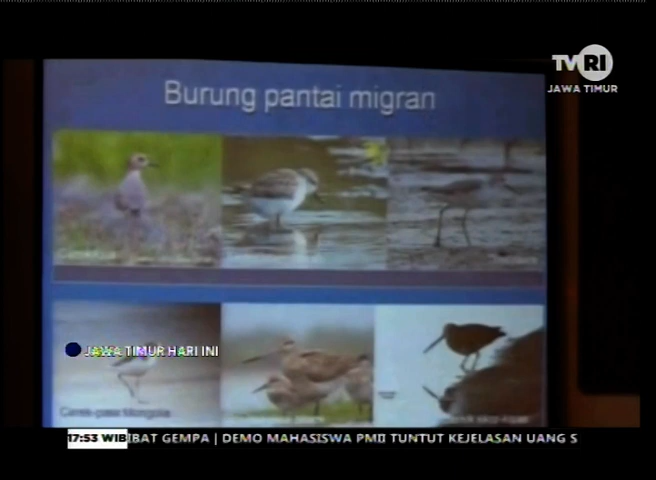 TVRI
JAWA TIMUR
Burung pantai migran
JAWA TIMUR HARI INI
Cerek-pasir Mongolia
17:53 WIB IBAT GEMPA | DEMO MAHASISWA PMII TUNTUT KEJELASAN UANG S